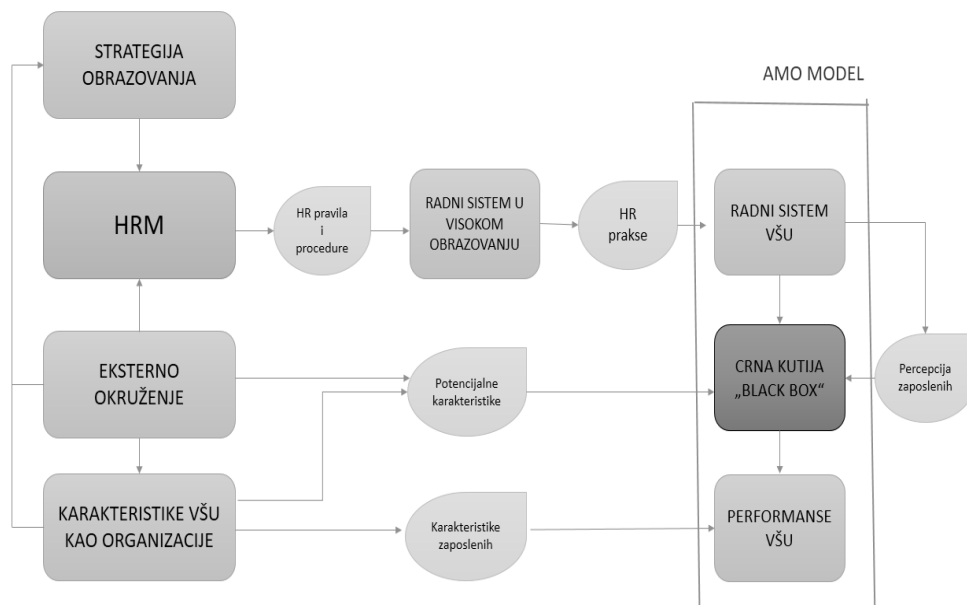 STRATEGIJA
OBRAZOVANJA
AMO MODEL
HRM
HR pravila
i
procedure
RADNI SISTEM U
VISOKOM
OBRAZOVANJU
HR
prakse
RADNI SISTEM
VŠU
EKSTERNO
OKRUŽENJE
Potencijalne
karakteristike
CRNA KUTIJA
„BLACK BOX“
Percepcija
zaposlenih
KARAKTERISTIKE VŠU
KAO ORGANIZACIJE
Karakteristike
zaposlenih
PERFORMANSE
VŠU